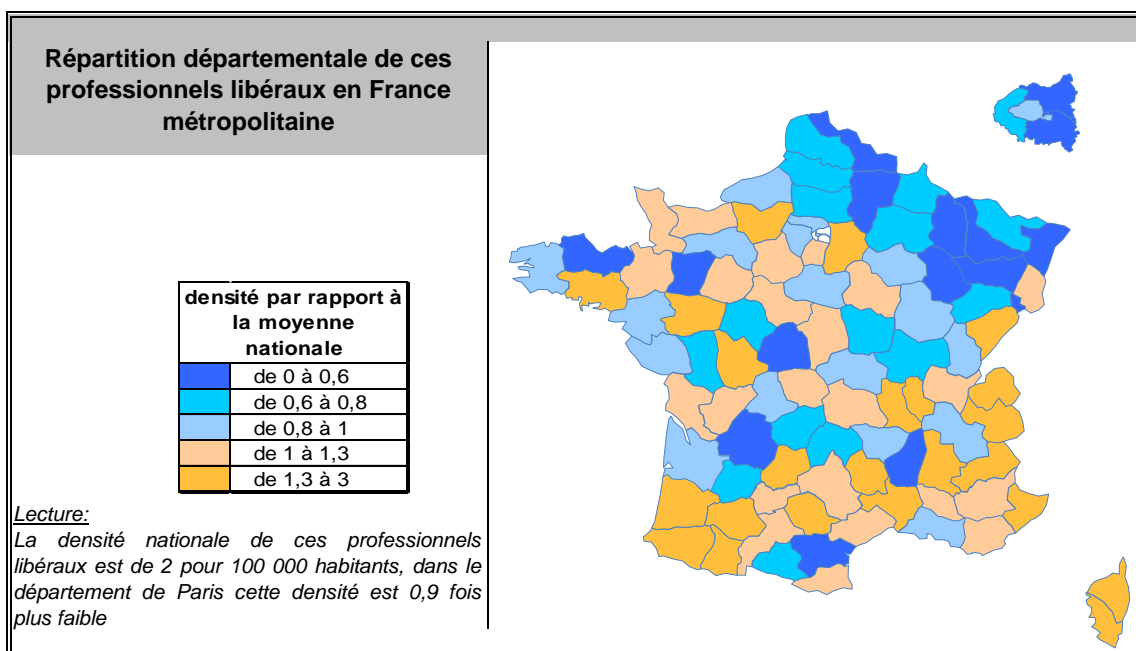 Répartition départementale de ces
professionnels libéraux en France
métropolitaine
densité par rapport à
la moyenne
nationale
de 0 à 0,6
de 0,6 à 0,8
de 0,8 à 1
de 1 à 1,3
de 1,3 à 3
Lecture:
La densité nationale de ces professionnels
libéraux est de 2 pour 100 000 habitants, dans le
département de Paris cette densité est 0,9 fois
plus faible